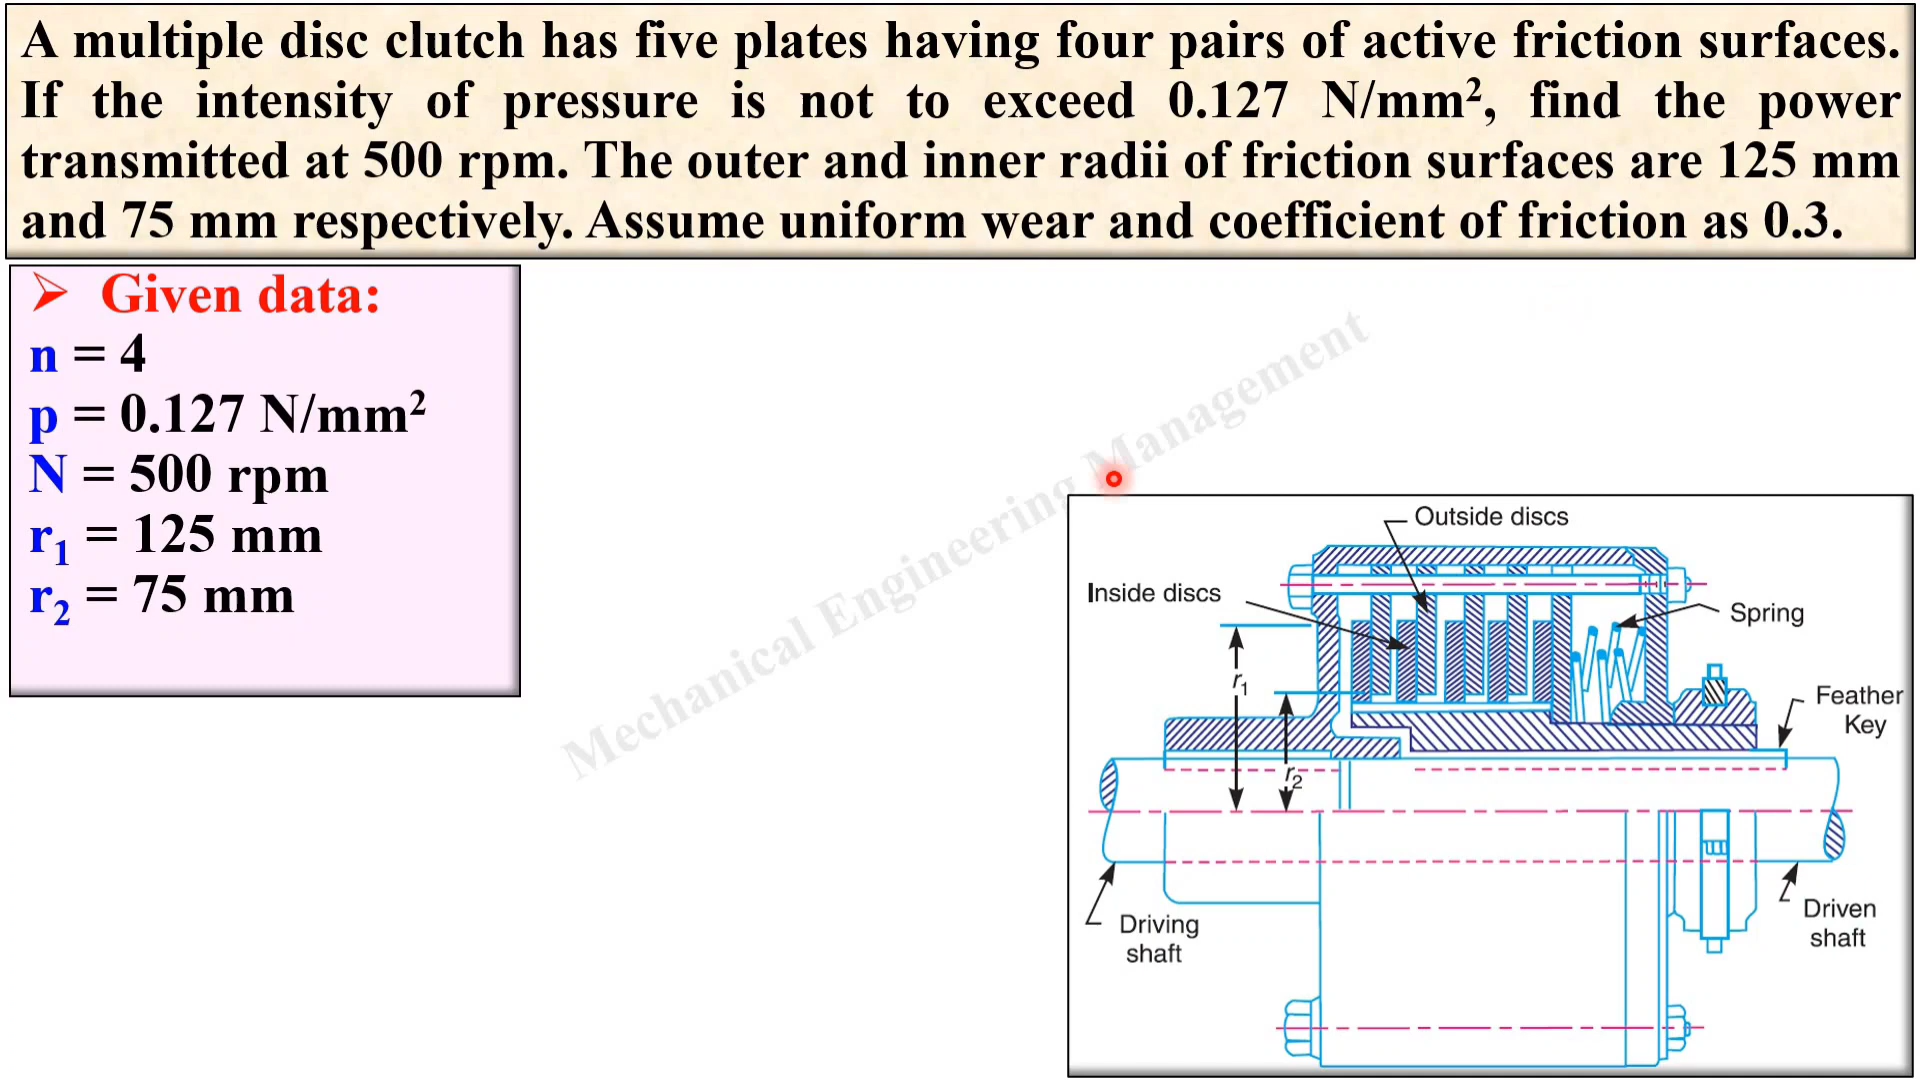 A multiple disc clutch has five plates having four pairs of active friction surfaces.
If the intensity of pressure is not to exceed 0.127 N/mm², find the power
transmitted at 500 rpm. The outer and inner radii of friction surfaces are 125 mm
and 75 mm respectively. Assume uniform wear and coefficient of friction as 0.3.
➢ Given data:
n = 4
p = 0.127 N/mm²
N = 500 rpm
r₁ = 125 mm
r₂ = 75 mm
Mechanical Engineering Management
Outside discs
Inside discs
Spring
r₁
Feather
Key
r₂
Driving
shaft
Driven
shaft